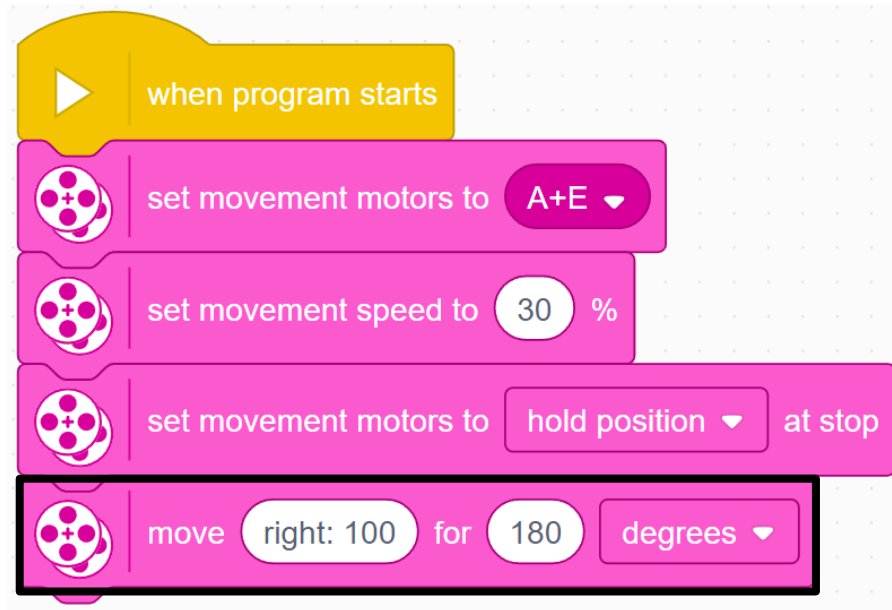 when program starts
set movement motors to A+E
set movement speed to 30 %
set movement motors to hold position at stop
move right: 100 for 180 degrees